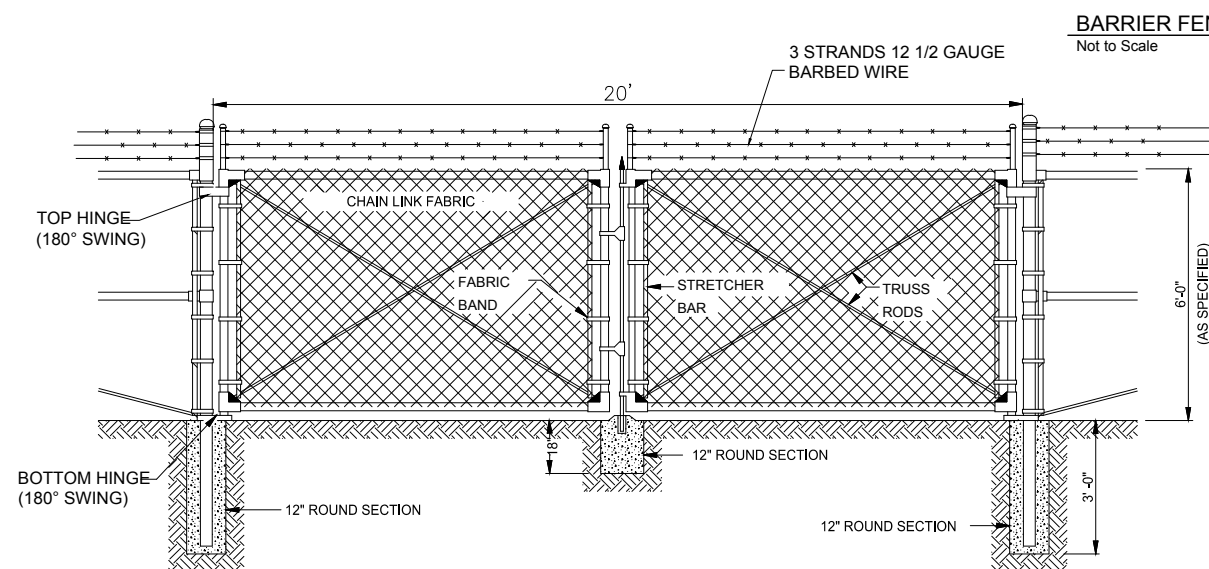 BARRIER FEN
Not to Scale
3 STRANDS 12 1/2 GAUGE
BARBED WIRE
20'
TOP HINGE
(180° SWING)
CHAIN LINK FABRIC
FABRIC
BAND
STRETCHER
BAR
TRUSS
RODS
6'-0"
(AS SPECIFIED)
BOTTOM HINGE
(180° SWING)
18"
12" ROUND SECTION
12" ROUND SECTION
12" ROUND SECTION
3' -0"